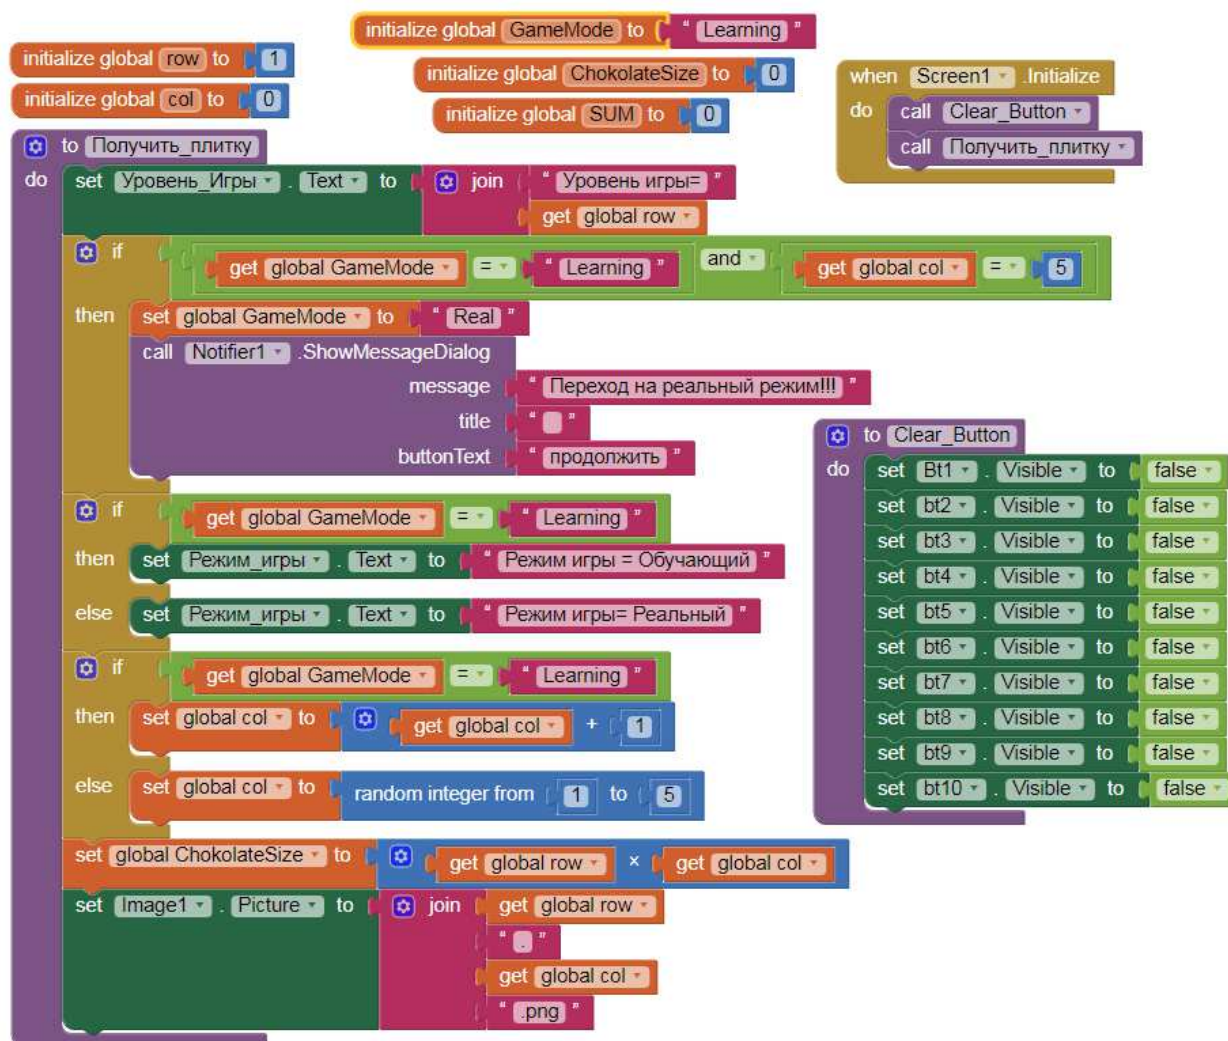 initialize global GameMode to " Learning "
initialize global row to 1
initialize global ChokolateSize to 0
initialize global col to 0
initialize global SUM to 0
when Screen1 .Initialize
do call Clear_Button
call Получить_плитку
to Получить_плитку
do set Уровень_Игры . Text to join " Уровень игры= "
get global row
if get global GameMode = " Learning " and get global col = 5
then set global GameMode to " Real "
call Notifier1 .ShowMessageDialog
message " Переход на реальный режим!!! "
title " "
buttonText " продолжить "
if get global GameMode = " Learning "
then set Режим_игры . Text to " Режим игры = Обучающий "
else set Режим_игры . Text to " Режим игры= Реальный "
if get global GameMode = " Learning "
then set global col to get global col + 1
else set global col to random integer from 1 to 5
set global ChokolateSize to get global row × get global col
set Image1 . Picture to join get global row
" . "
get global col
" .png "
to Clear_Button
do set Bt1 . Visible to false
set bt2 . Visible to false
set bt3 . Visible to false
set bt4 . Visible to false
set bt5 . Visible to false
set bt6 . Visible to false
set bt7 . Visible to false
set bt8 . Visible to false
set bt9 . Visible to false
set bt10 . Visible to false